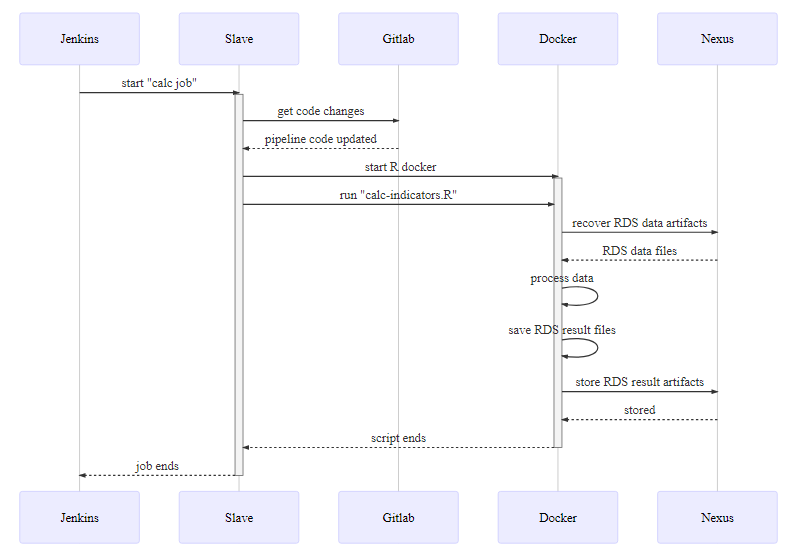 Jenkins
Slave
Gitlab
Docker
Nexus
start "calc job"
get code changes
pipeline code updated
start R docker
run "calc-indicators.R"
recover RDS data artifacts
RDS data files
process data
save RDS result files
store RDS result artifacts
stored
script ends
job ends
Jenkins
Slave
Gitlab
Docker
Nexus